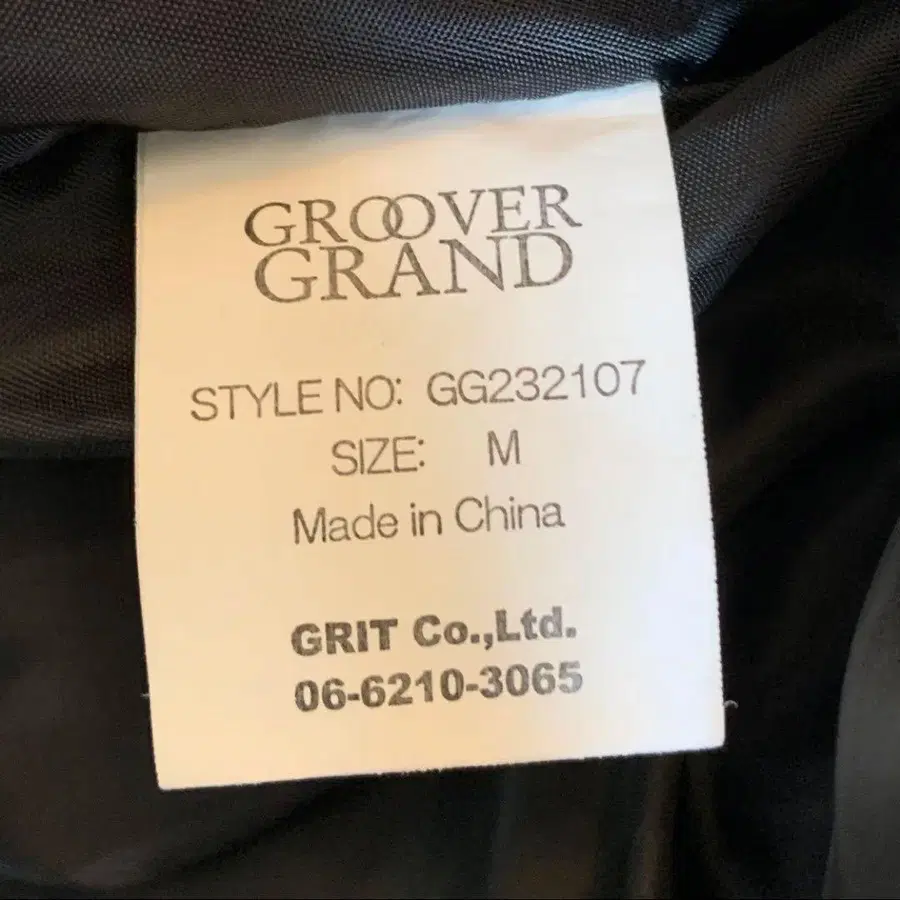 GROOVER
GRAND
STYLE NO: GG232107
SIZE: M
Made in China
GRIT Co.,Ltd.
06-6210-3065